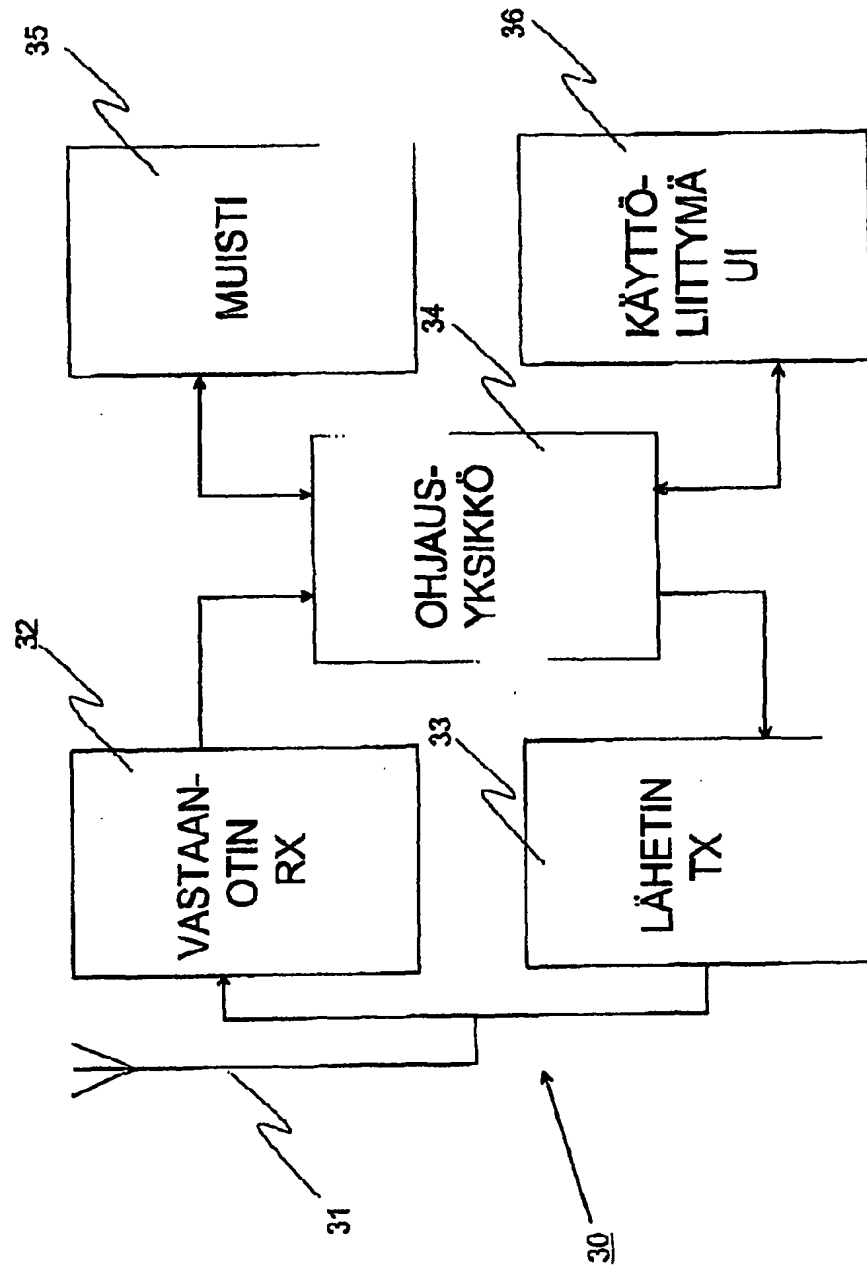 32
35
VASTAAN-
OTIN
RX
MUISTI
31
34
OHJAUS-
YKSIKKÖ
33
36
LÄHETIN
TX
KÄYTTÖ-
LIITTYMÄ
UI
30